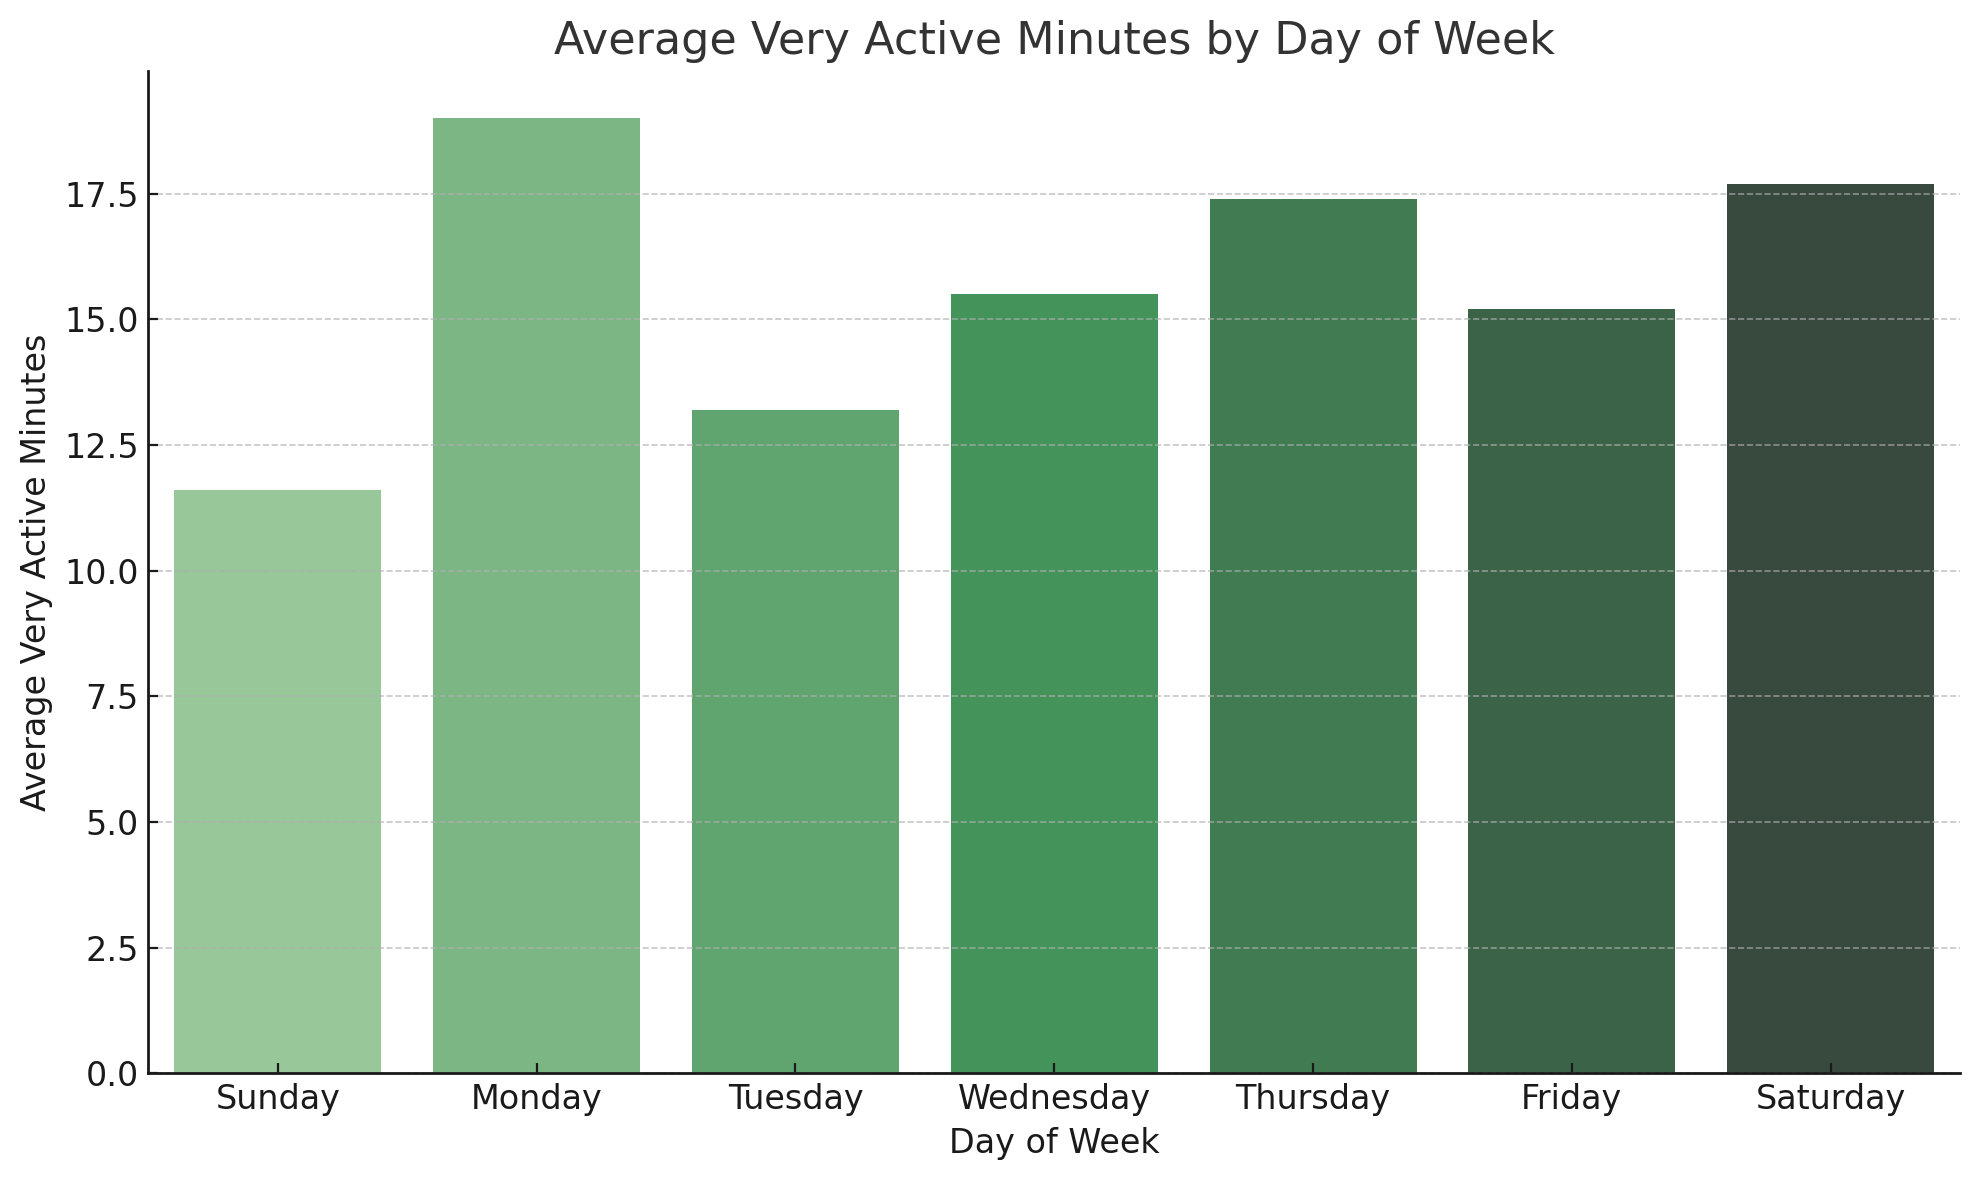 Average Very Active Minutes by Day of Week
Average Very Active Minutes
17.5
15.0
12.5
10.0
7.5
5.0
2.5
0.0
Sunday Monday Tuesday Wednesday Thursday Friday Saturday
Day of Week